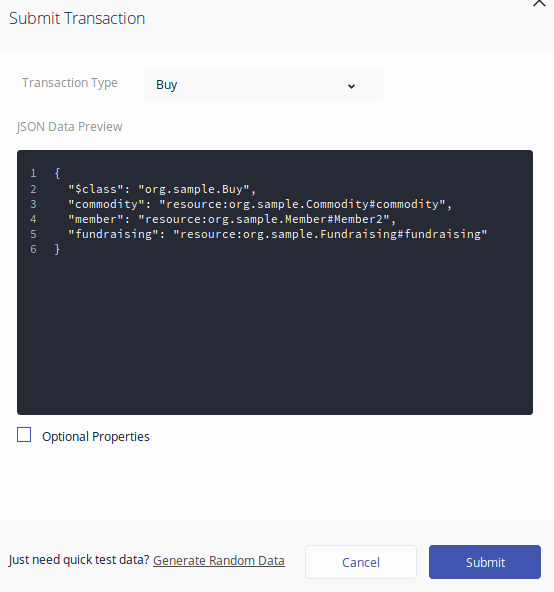 Submit Transaction
Transaction Type Buy
JSON Data Preview
1 {
2 "$class": "org.sample.Buy",
3 "commodity": "resource:org.sample.Commodity#commodity",
4 "member": "resource:org.sample.Member#Member2",
5 "fundraising": "resource:org.sample.Fundraising#fundraising"
6 }
Optional Properties
Just need quick test data? Generate Random Data Cancel Submit